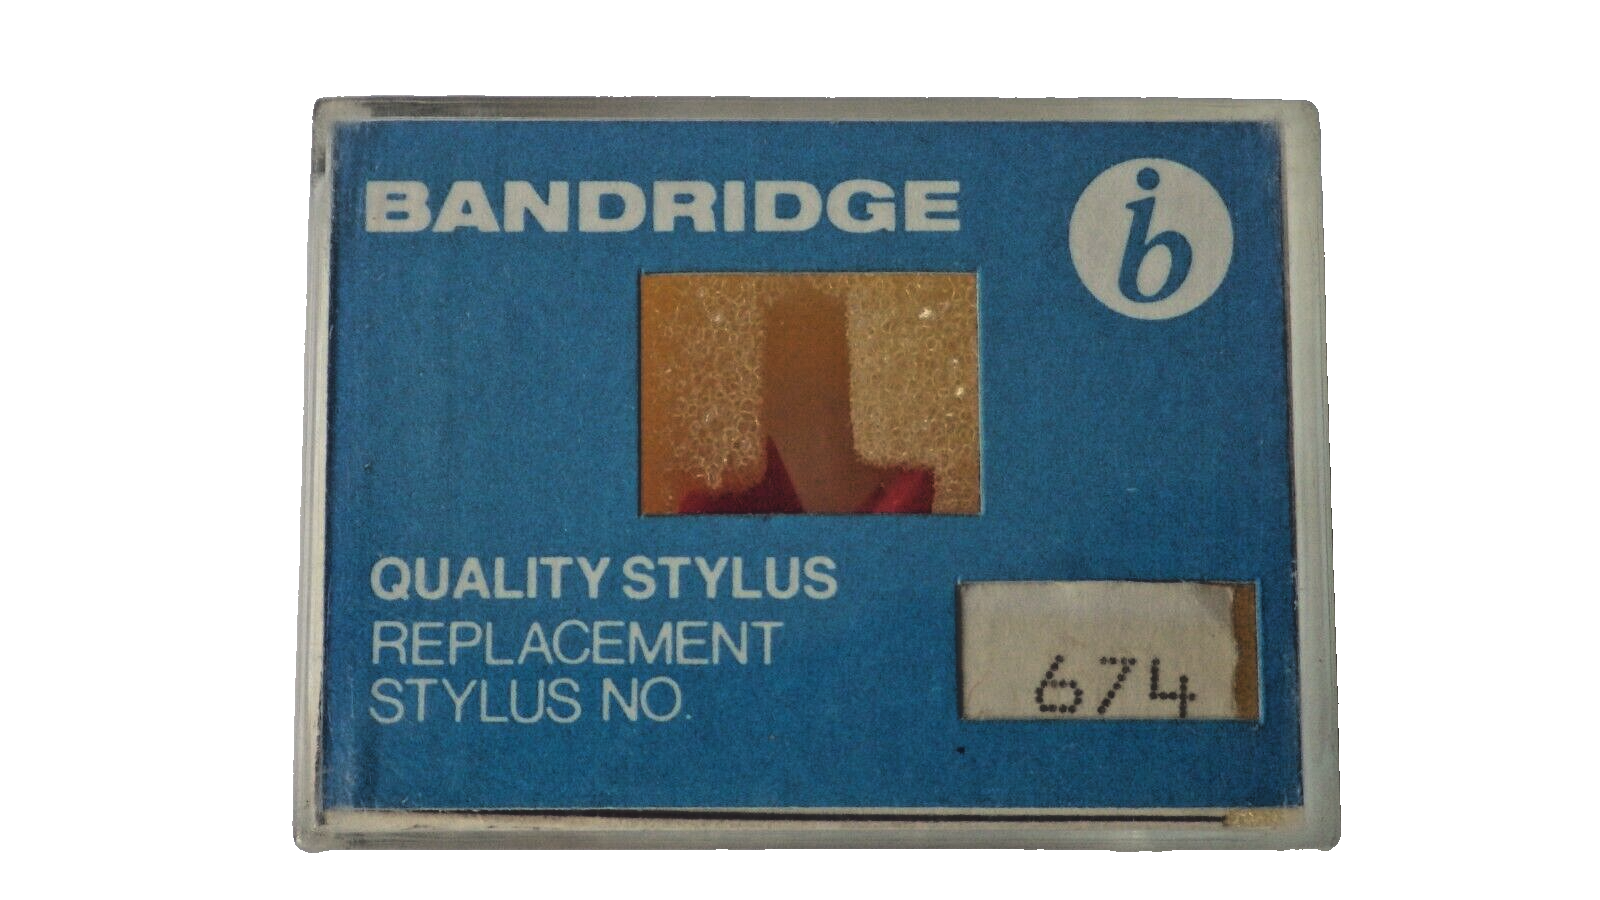 BANDRIDGE
ib
QUALITY STYLUS
REPLACEMENT
STYLUS NO.
674